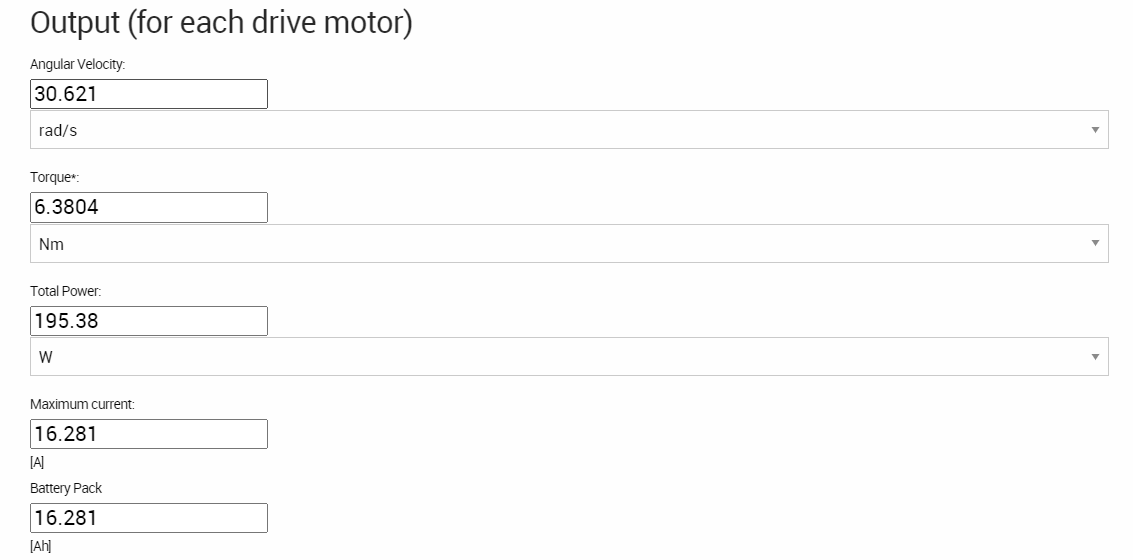 Output (for each drive motor)
Angular Velocity:
30.621
rad/s
Torque*:
6.3804
Nm
Total Power:
195.38
W
Maximum current:
16.281
[A]
Battery Pack
16.281
[Ah]